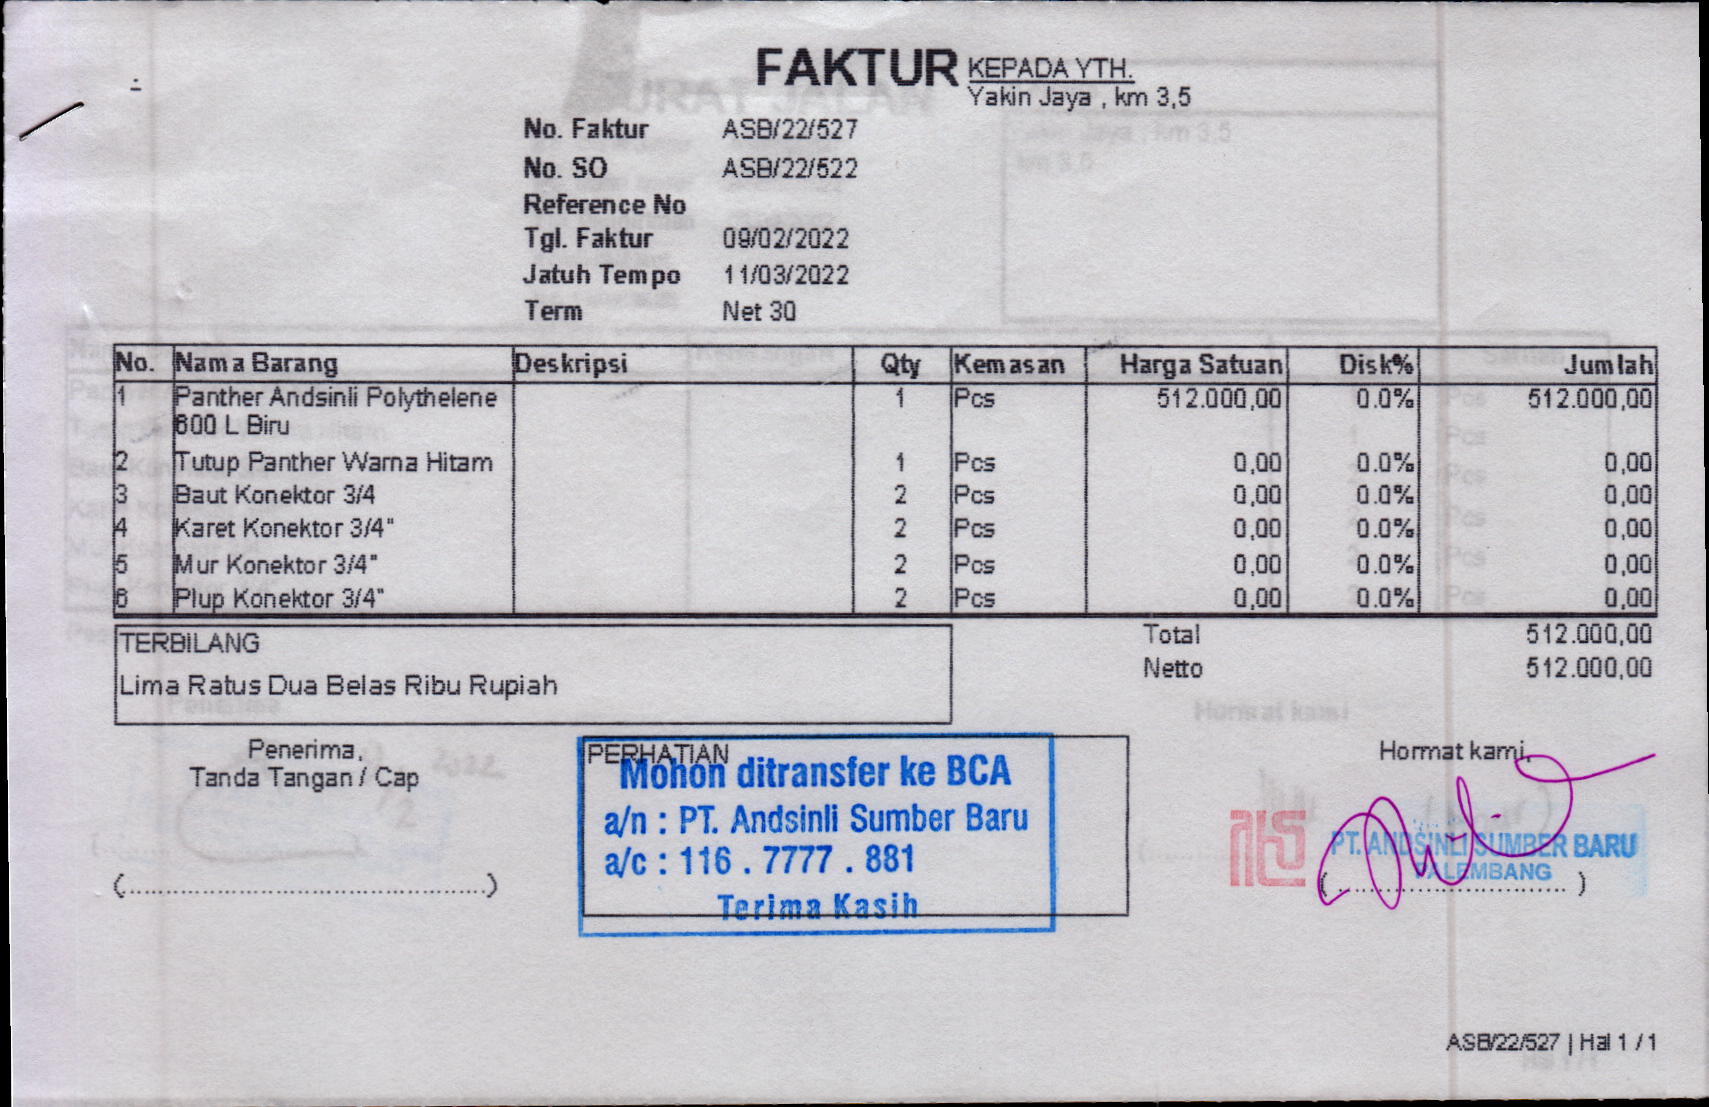 FAKTUR
KEPADA YTH.
Yakin Jaya , km 3,5
No. Faktur ASB/22/527
No. SO ASB/22/522
Reference No
Tgl. Faktur 09/02/2022
Jatuh Tempo 11/03/2022
Term Net 30
No. Nama Barang Deskripsi Qty Kemasan Harga Satuan Disk% Jumlah
1 Panther Andsinli Polythelene 1 Pcs 512.000,00 0.0% 512.000,00
600 L Biru
2 Tutup Panther Warna Hitam 1 Pcs 0,00 0.0% 0,00
3 Baut Konektor 3/4 2 Pcs 0,00 0.0% 0,00
4 Karet Konektor 3/4" 2 Pcs 0,00 0.0% 0,00
5 Mur Konektor 3/4" 2 Pcs 0,00 0.0% 0,00
6 Plup Konektor 3/4" 2 Pcs 0,00 0.0% 0,00
TERBILANG
Lima Ratus Dua Belas Ribu Rupiah
Total 512.000,00
Netto 512.000,00
Penerima,
Tanda Tangan / Cap
(................................................)
PERHATIAN
Mohon ditransfer ke BCA
a/n : PT. Andsinli Sumber Baru
a/c : 116 . 7777 . 881
Terima Kasih
Hormat kami,
PT. ANDSINLI SUMBER BARU
PALEMBANG
(................................)
ASB/22/527 | Hal 1 / 1